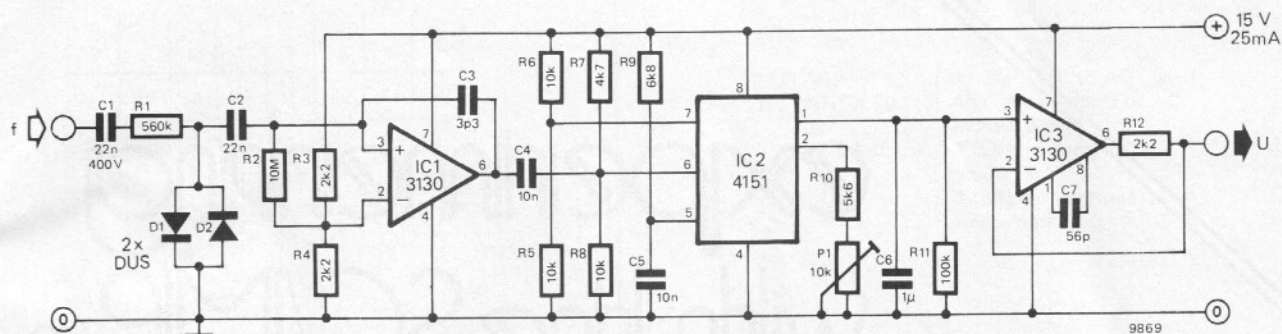 15 V
25mA
+
f
C1
22n
400V
R1
560k
C2
22n
D1
D2
2x
DUS
R2
10M
R3
2k2
R4
2k2
C3
3p3
3
+
2
−
7
IC1
3130
6
4
C4
10n
R6
10k
R7
4k7
R9
6k8
R5
10k
R8
10k
C5
10n
8
7
6
5
IC2
4151
1
2
4
R10
5k6
P1
10k
C6
1μ
R11
100k
3
+
2
−
7
IC3
3130
6
8
1
4
C7
56p
R12
2k2
U
0
0
9869